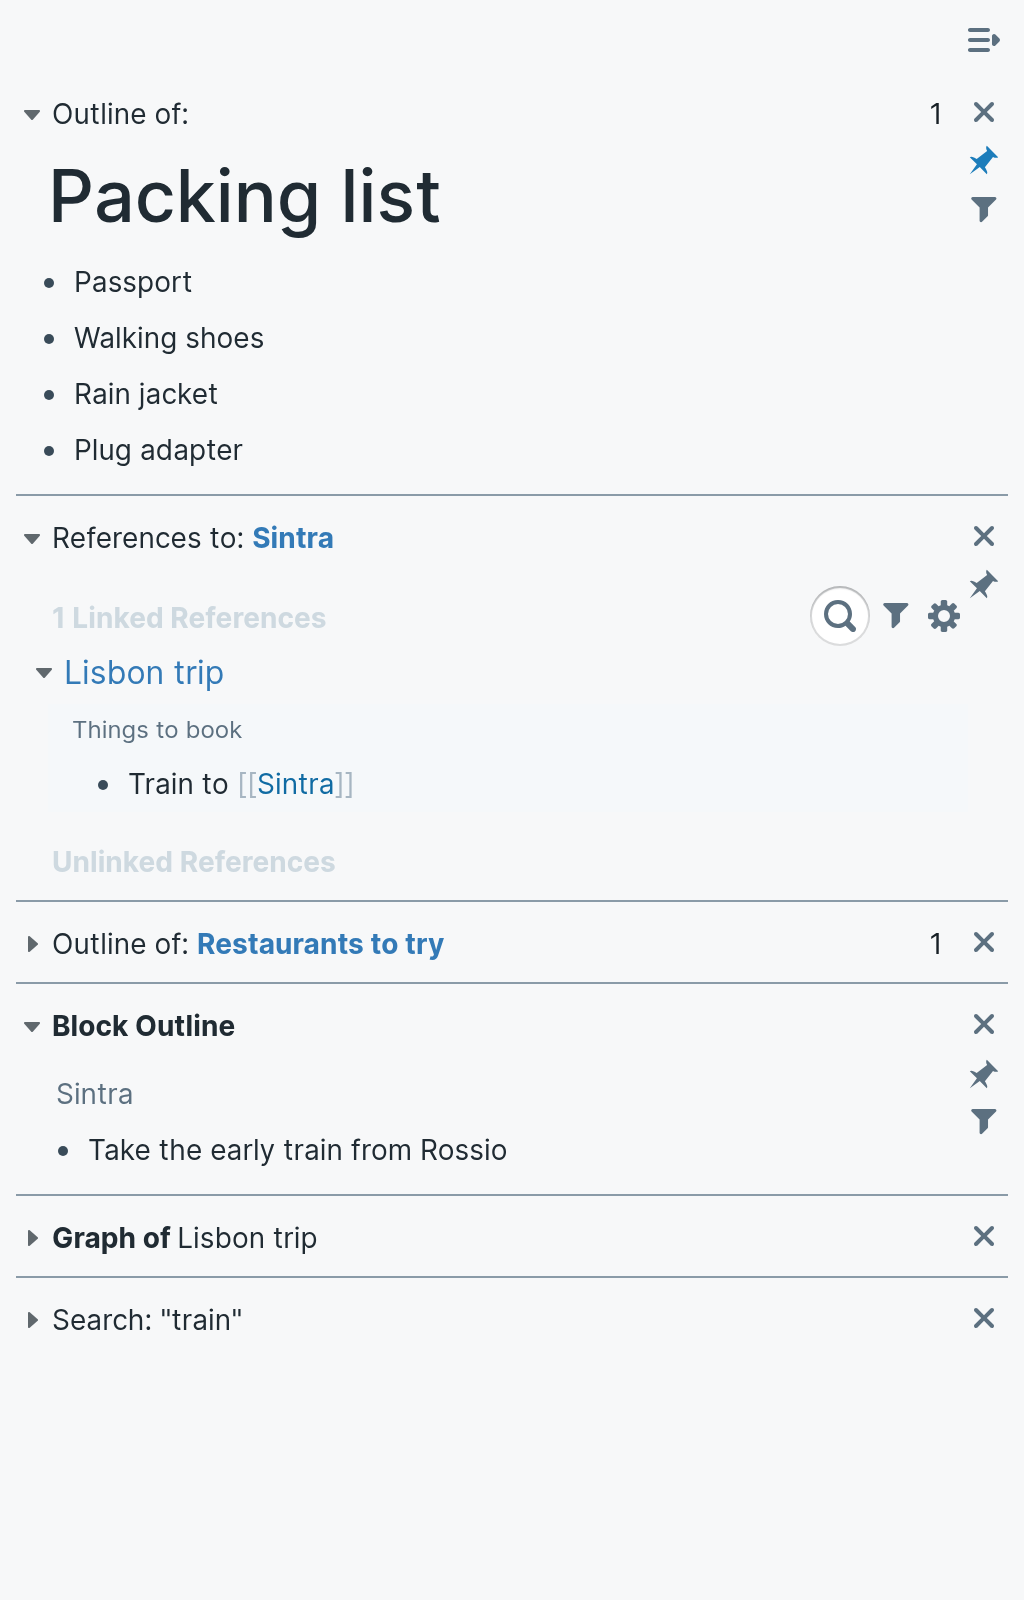 Outline of: 1
Packing list
Passport
Walking shoes
Rain jacket
Plug adapter
References to: Sintra
1 Linked References
Lisbon trip
Things to book
Train to [[Sintra]]
Unlinked References
Outline of: Restaurants to try 1
Block Outline
Sintra
Take the early train from Rossio
Graph of Lisbon trip
Search: "train"